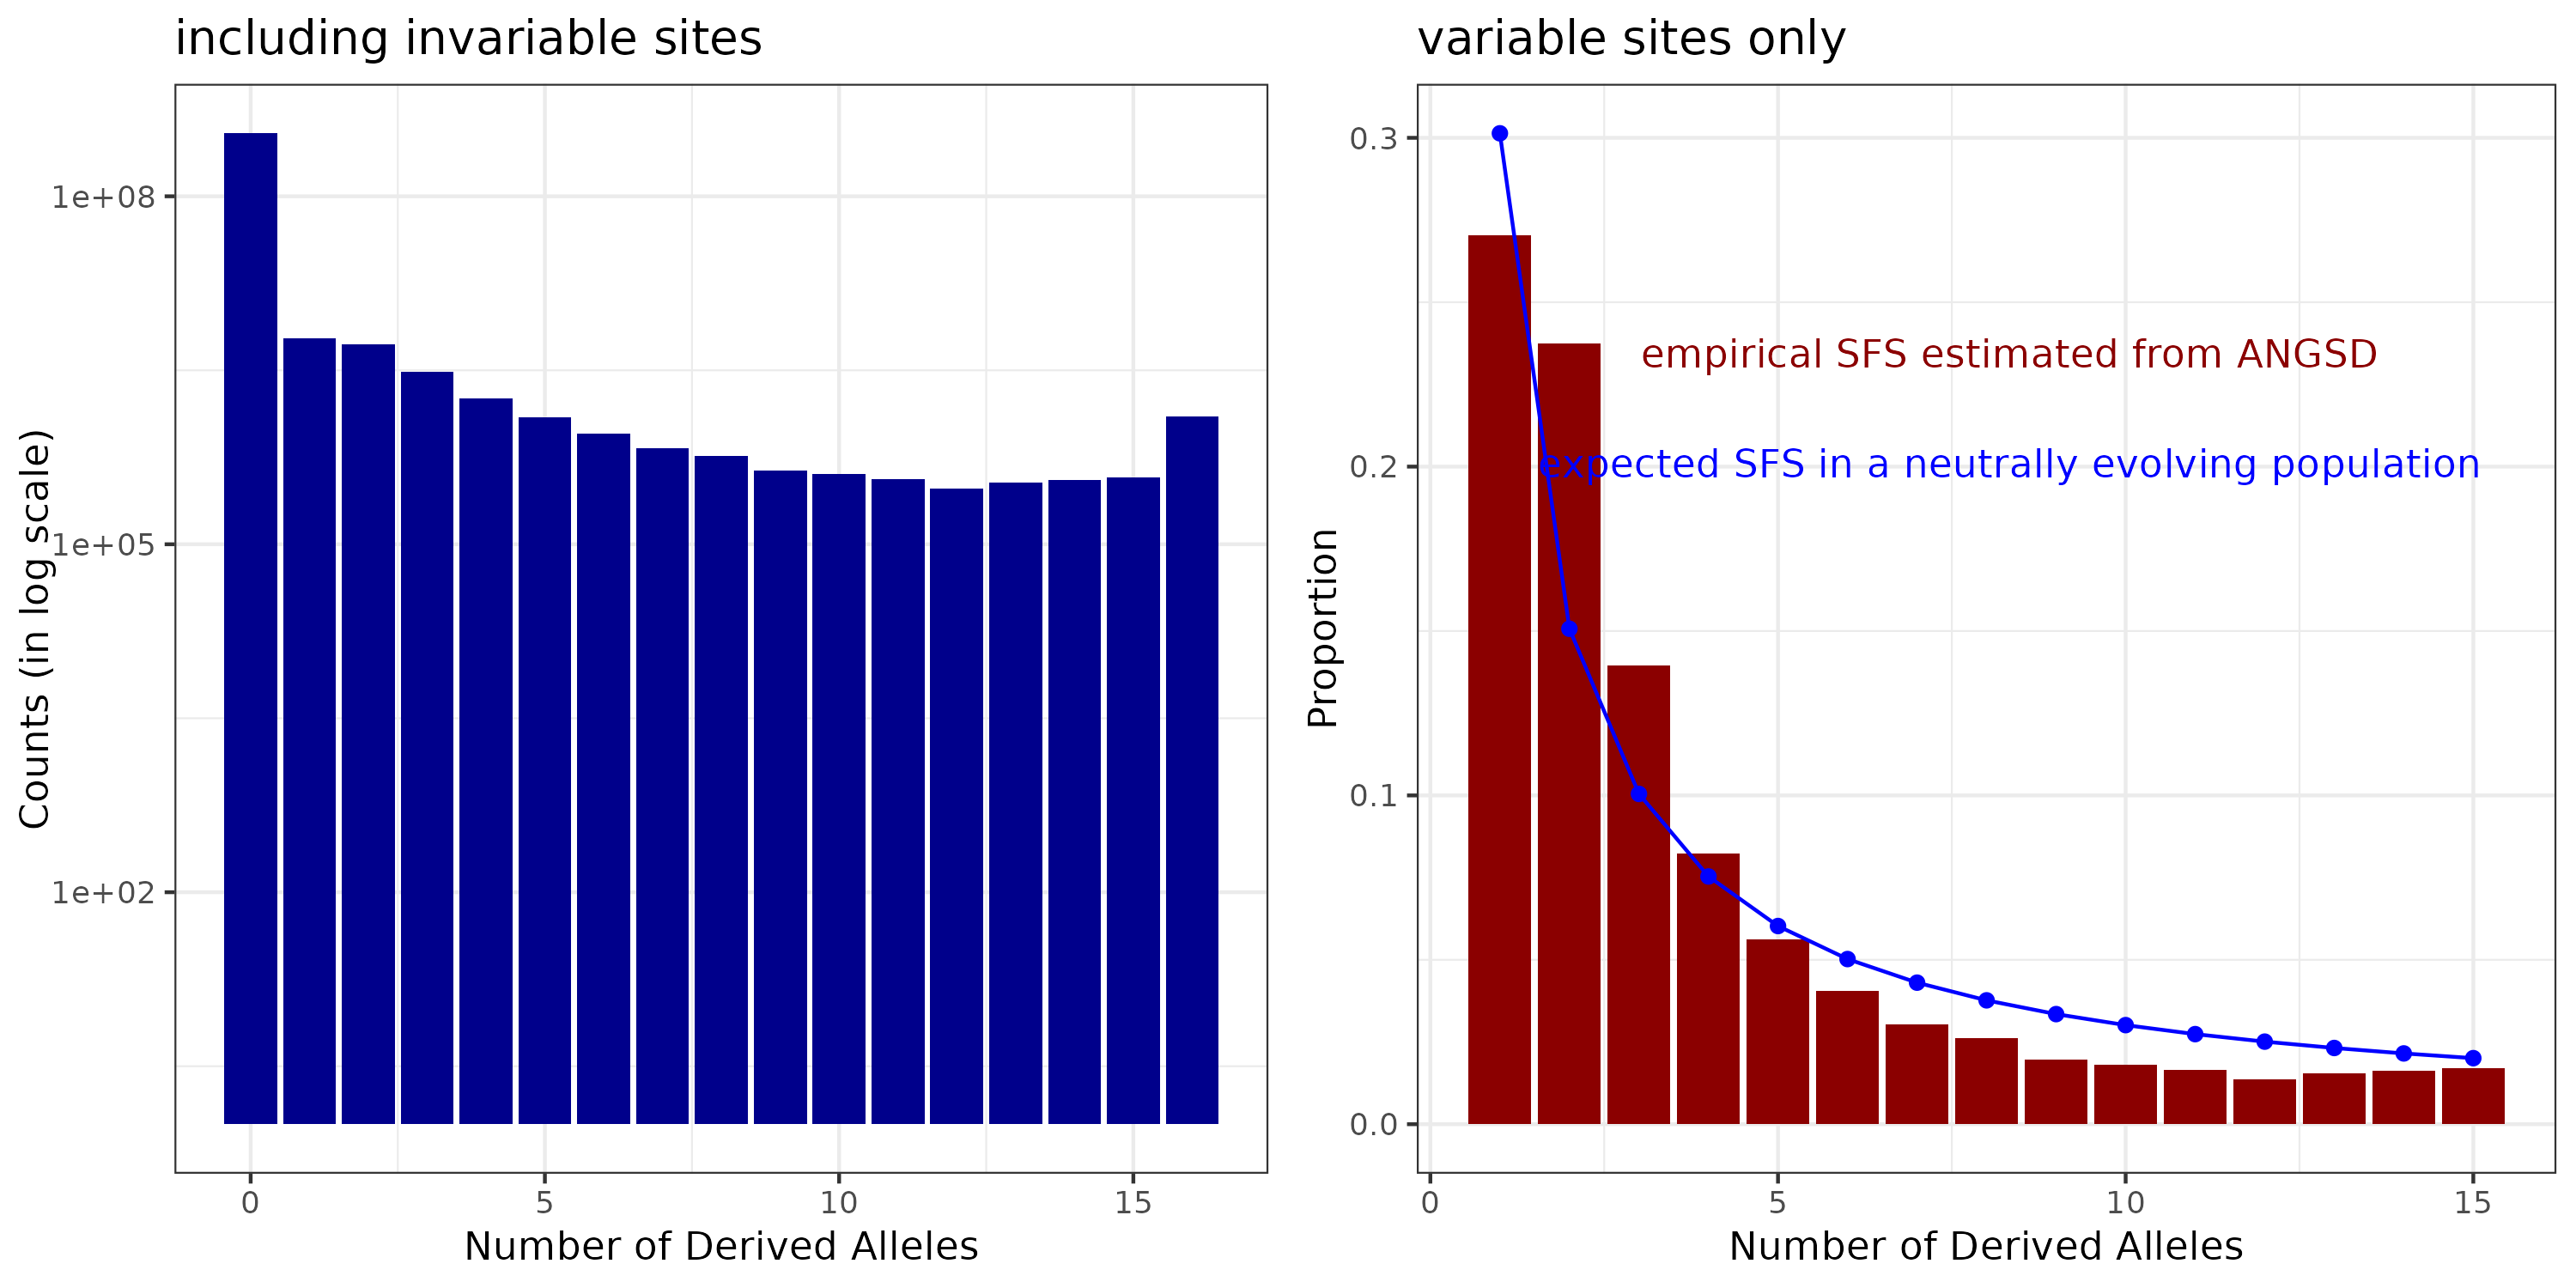 including invariable sites
Counts (in log scale)
1e+08
1e+05
1e+02
0 5 10 15
Number of Derived Alleles
variable sites only
Proportion
0.3
0.2
0.1
0.0
empirical SFS estimated from ANGSD
expected SFS in a neutrally evolving population
0 5 10 15
Number of Derived Alleles